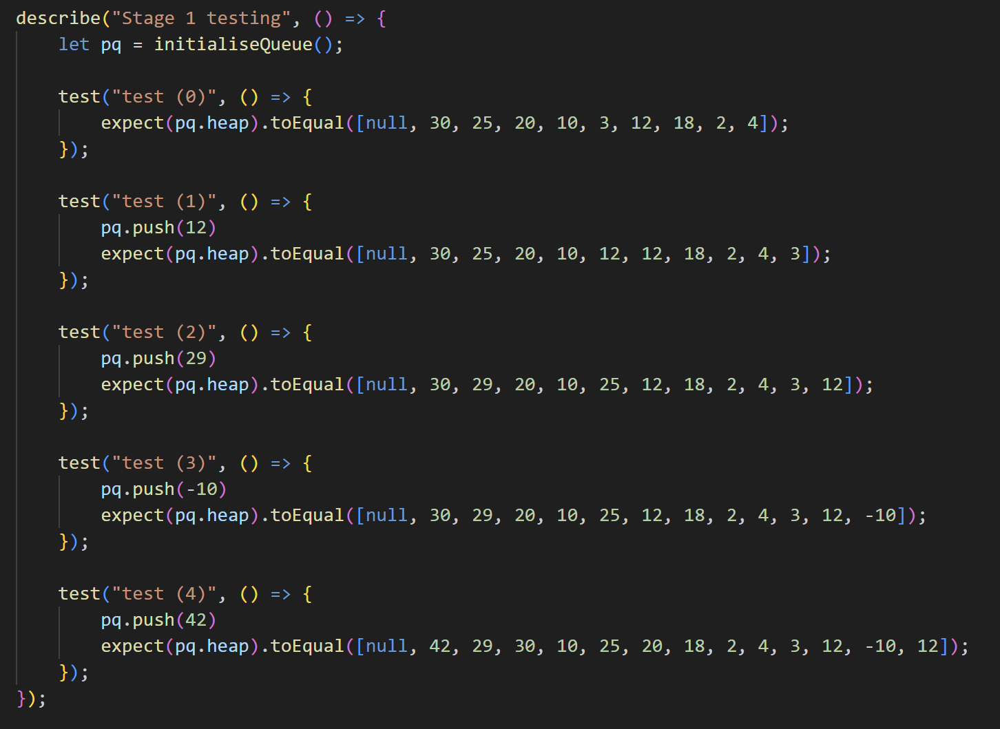 describe("Stage 1 testing", () => {
    let pq = initialiseQueue();

    test("test (0)", () => {
        expect(pq.heap).toEqual([null, 30, 25, 20, 10, 3, 12, 18, 2, 4]);
    });

    test("test (1)", () => {
        pq.push(12)
        expect(pq.heap).toEqual([null, 30, 25, 20, 10, 12, 12, 18, 2, 4, 3]);
    });

    test("test (2)", () => {
        pq.push(29)
        expect(pq.heap).toEqual([null, 30, 29, 20, 10, 25, 12, 18, 2, 4, 3, 12]);
    });

    test("test (3)", () => {
        pq.push(-10)
        expect(pq.heap).toEqual([null, 30, 29, 20, 10, 25, 12, 18, 2, 4, 3, 12, -10]);
    });

    test("test (4)", () => {
        pq.push(42)
        expect(pq.heap).toEqual([null, 42, 29, 30, 10, 25, 20, 18, 2, 4, 3, 12, -10, 12]);
    });
});